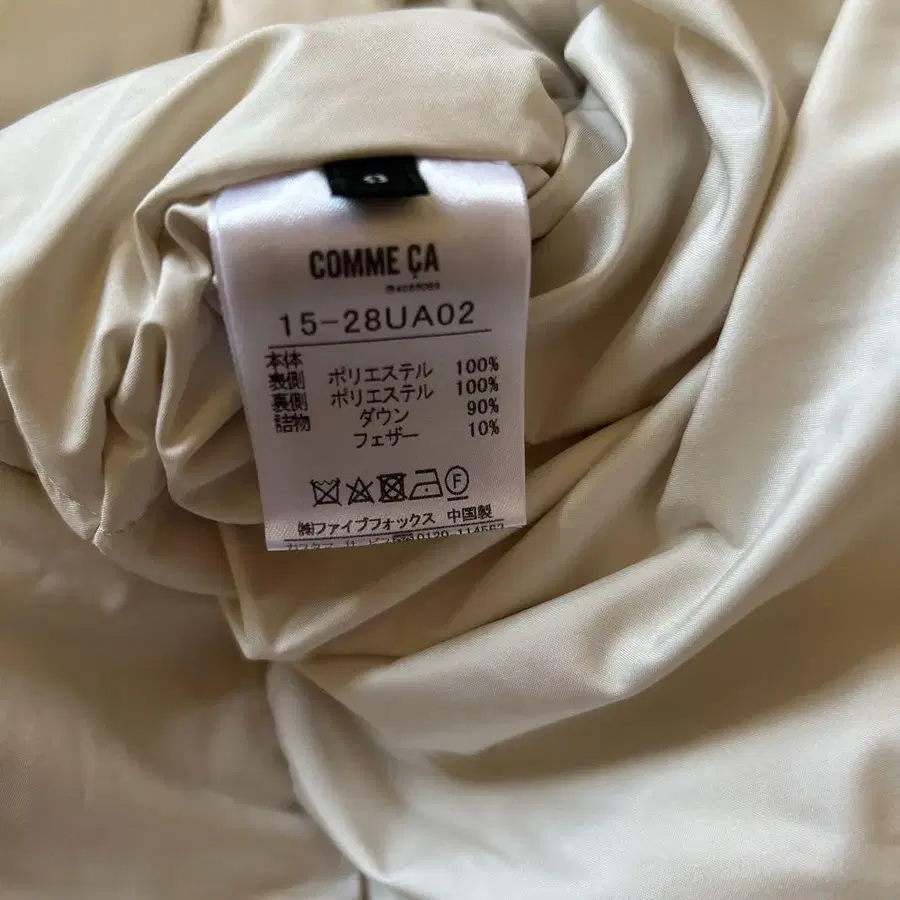 COMME ÇA
15-28UA02
本体
表側 ポリエステル 100%
裏側 ポリエステル 100%
詰物 ダウン 90%
フェザー 10%
F
㈱ファイブフォックス 中国製